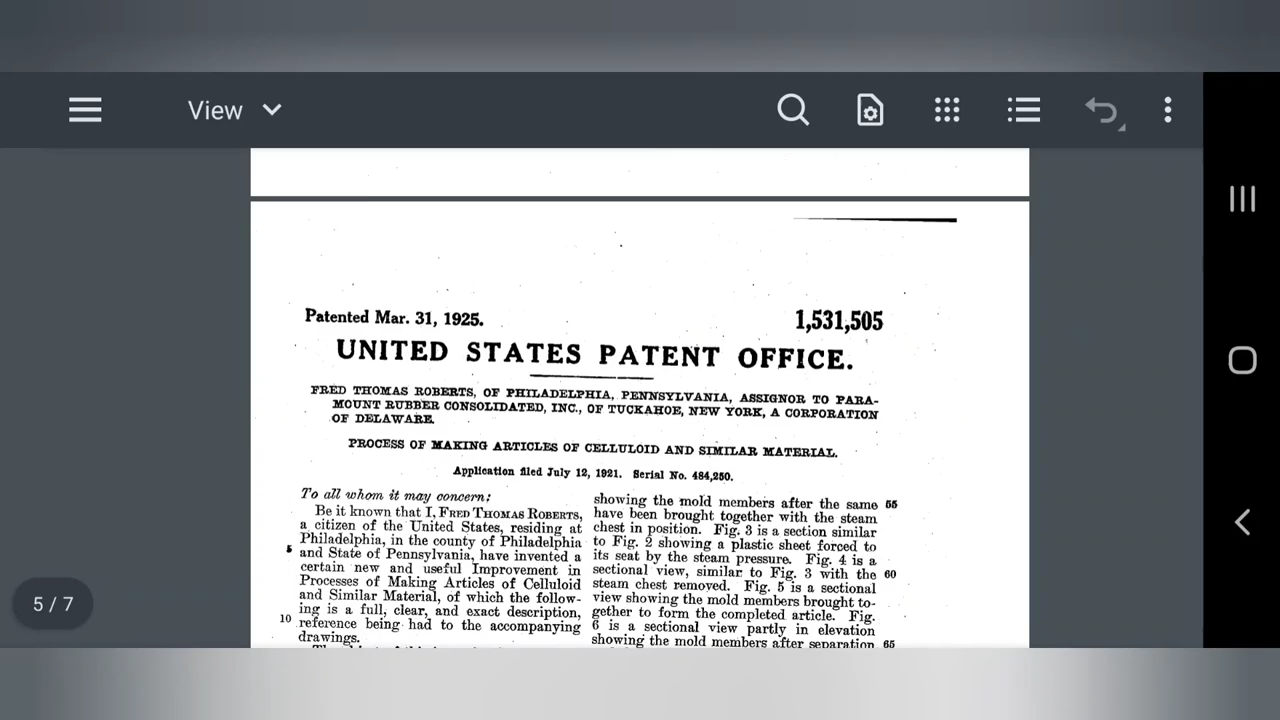 View
Patented Mar. 31, 1925.
1,531,505
UNITED STATES PATENT OFFICE.
FRED THOMAS ROBERTS, OF PHILADELPHIA, PENNSYLVANIA, ASSIGNOR TO PARA-
MOUNT RUBBER CONSOLIDATED, INC., OF TUCKAHOE, NEW YORK, A CORPORATION
OF DELAWARE.
PROCESS OF MAKING ARTICLES OF CELLULOID AND SIMILAR MATERIAL.
Application filed July 12, 1921. Serial No. 484,250.
To all whom it may concern:
Be it known that I, FRED THOMAS ROBERTS,
a citizen of the United States, residing at
Philadelphia, in the county of Philadelphia
5 and State of Pennsylvania, have invented a
certain new and useful Improvement in
Processes of Making Articles of Celluloid
and Similar Material, of which the follow-
ing is a full, clear, and exact description,
10 reference being had to the accompanying
drawings.
showing the mold members after the same 55
have been brought together with the steam
chest in position. Fig. 3 is a section similar
to Fig. 2 showing a plastic sheet forced to
its seat by the steam pressure. Fig. 4 is a
sectional view, similar to Fig. 3 with the 60
steam chest removed. Fig. 5 is a sectional
view showing the mold members brought to-
gether to form the completed article. Fig.
6 is a sectional view partly in elevation
showing the mold members after separation 65
5 / 7